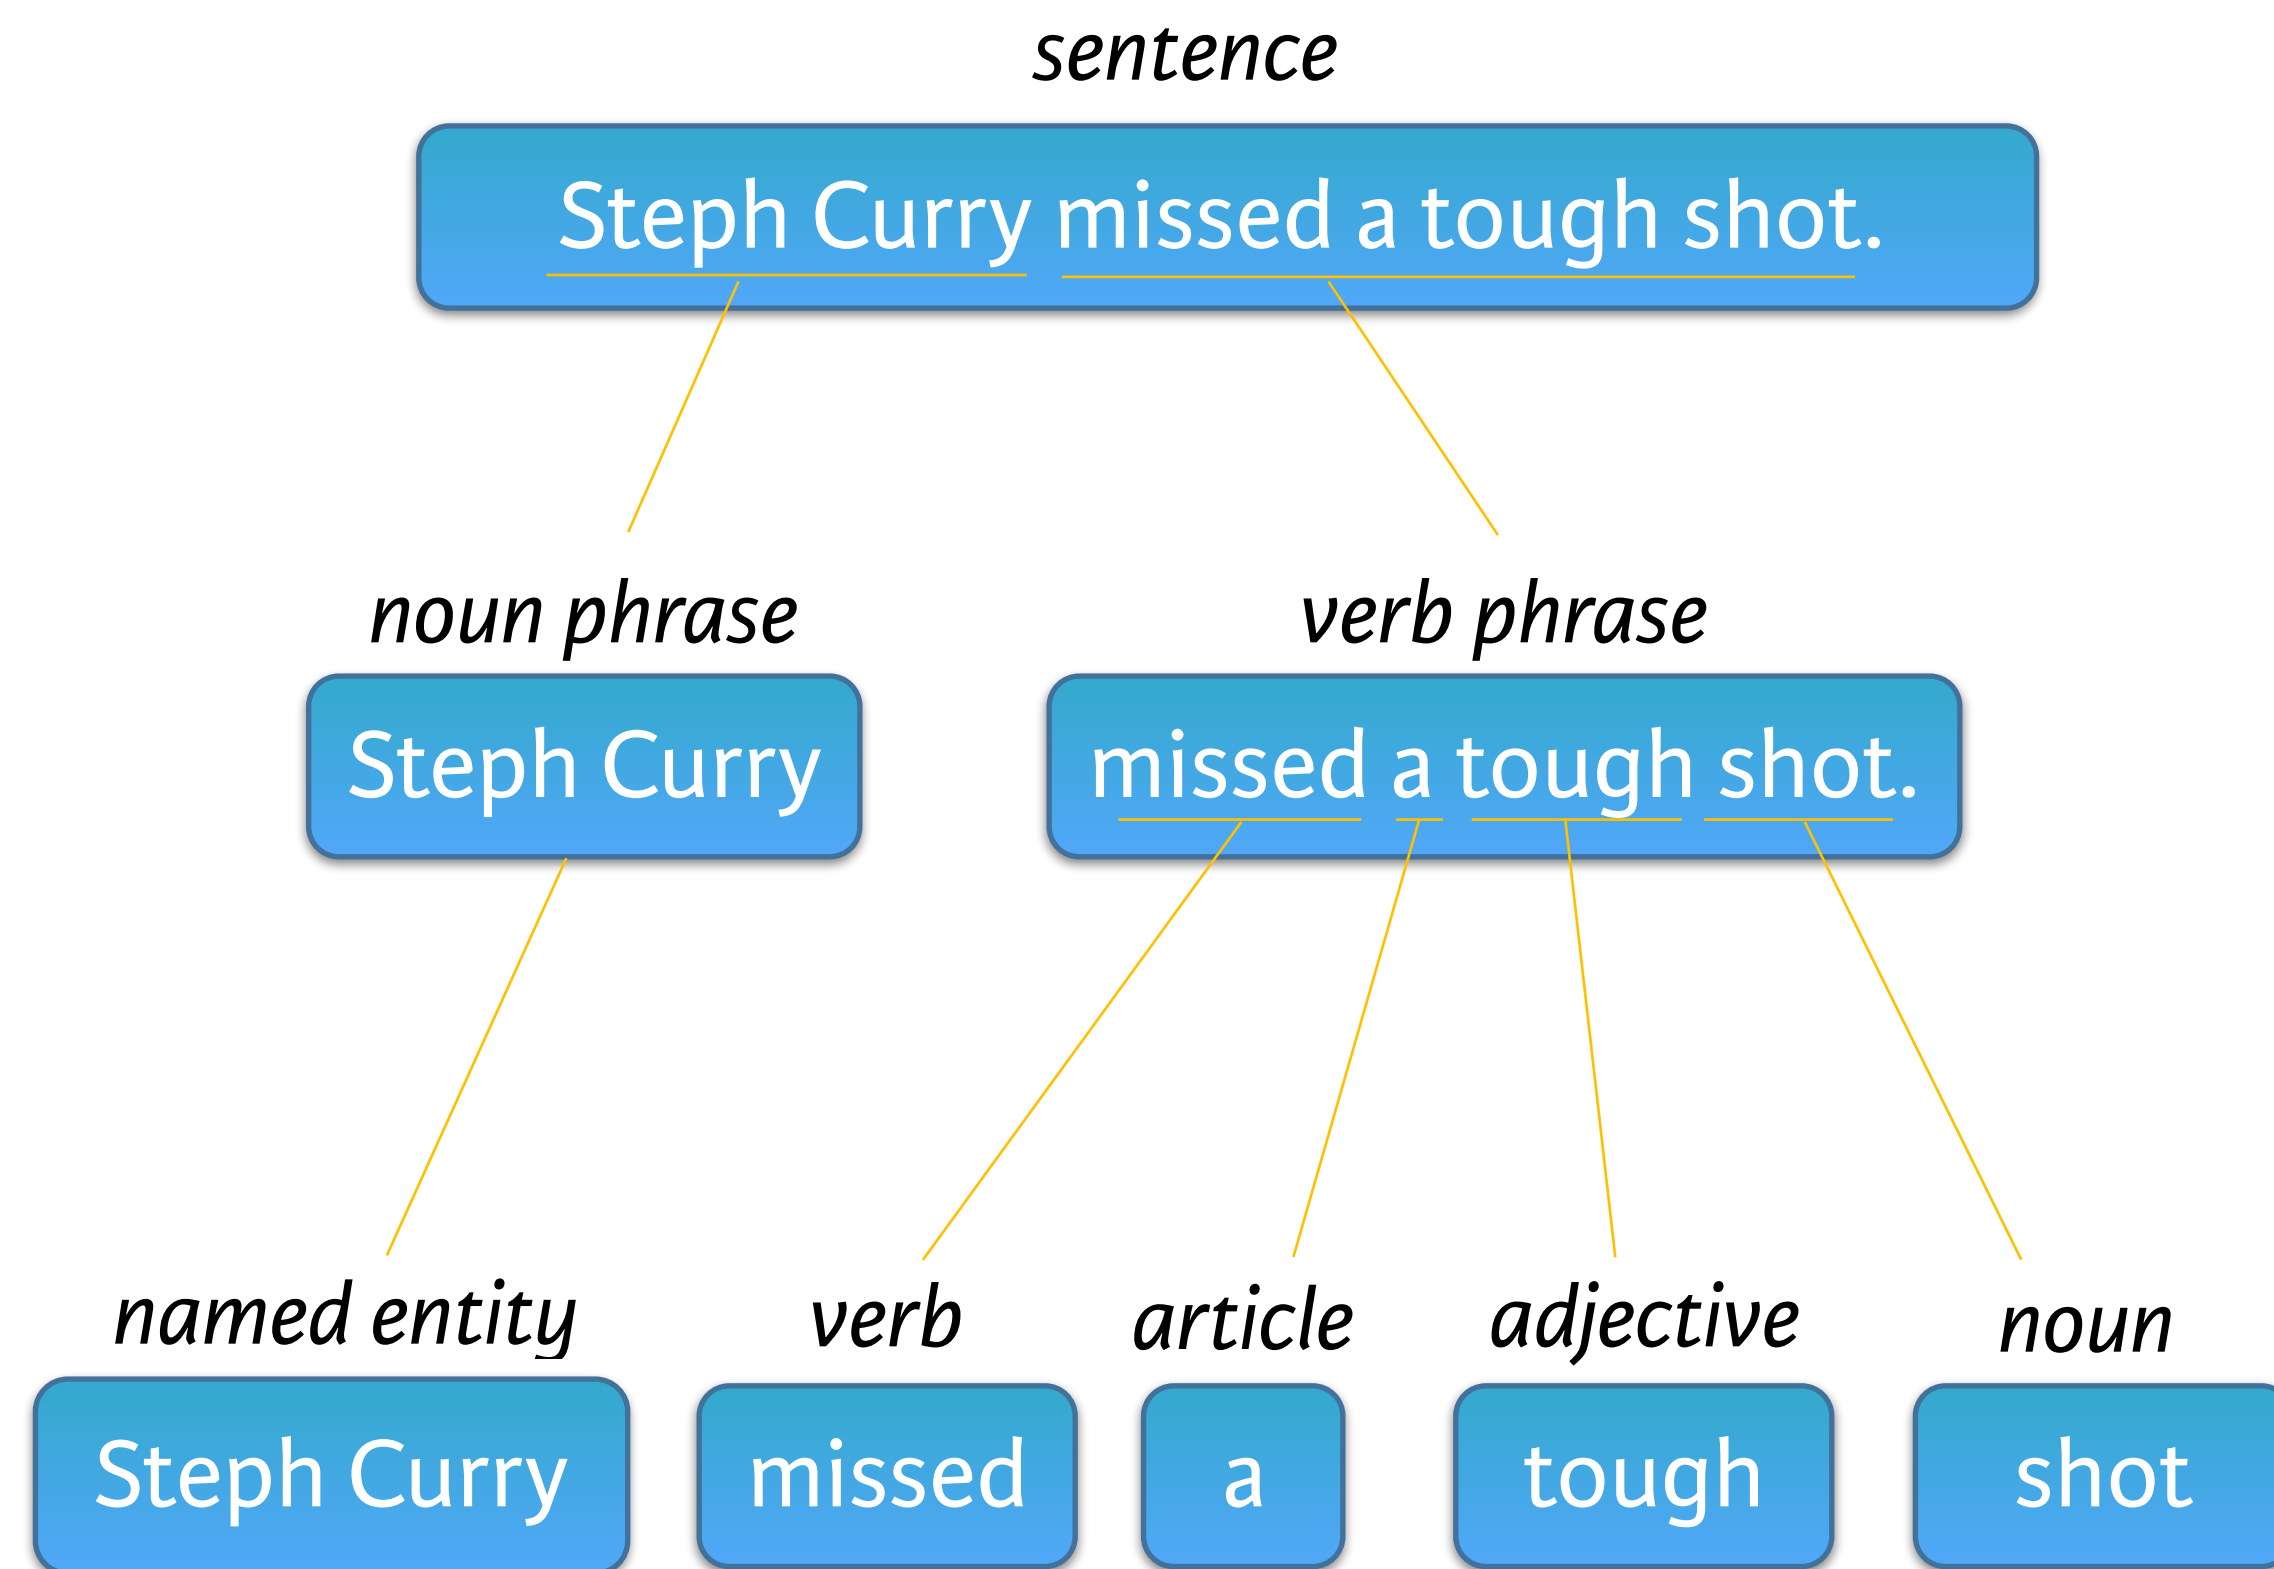 sentence
Steph Curry missed a tough shot.
noun phrase
verb phrase
Steph Curry
missed a tough shot.
named entity
verb
article
adjective
noun
Steph Curry
missed
a
tough
shot